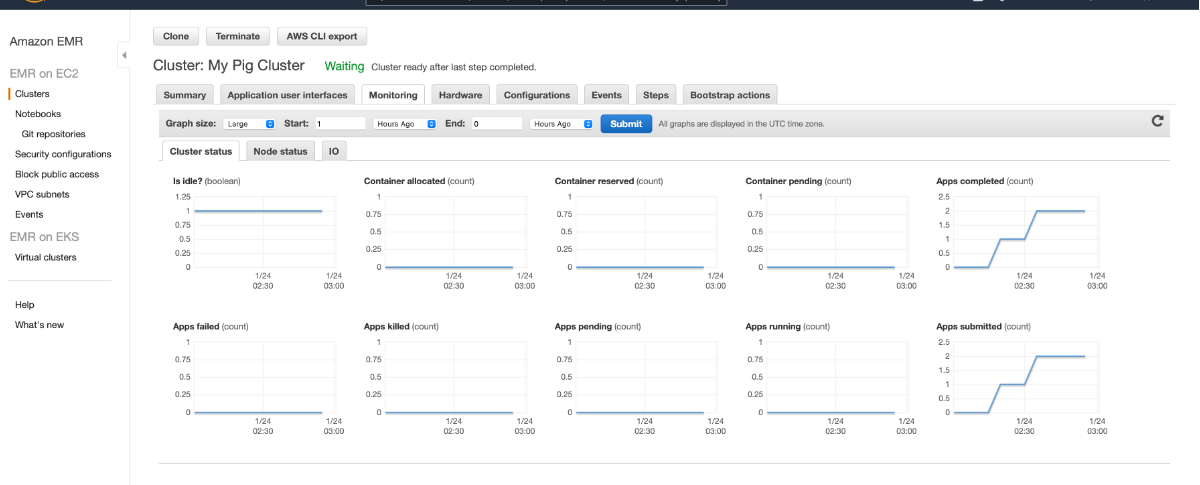 Amazon EMR
EMR on EC2
Clusters
Notebooks
Git repositories
Security configurations
Block public access
VPC subnets
Events
EMR on EKS
Virtual clusters
Help
What's new
Clone Terminate AWS CLI export
Cluster: My Pig Cluster Waiting Cluster ready after last step completed.
Summary Application user interfaces Monitoring Hardware Configurations Events Steps Bootstrap actions
Graph size: Large Start: 1 Hours Ago End: 0 Hours Ago Submit All graphs are displayed in the UTC time zone.
Cluster status Node status IO
Is idle? (boolean)
1.25
1
0.75
0.5
0.25
0
1/24 1/24
02:30 03:00
Container allocated (count)
1
0.75
0.5
0.25
0
1/24 1/24
02:30 03:00
Container reserved (count)
1
0.75
0.5
0.25
0
1/24 1/24
02:30 03:00
Container pending (count)
1
0.75
0.5
0.25
0
1/24 1/24
02:30 03:00
Apps completed (count)
2.5
2
1.5
1
0.5
0
1/24 1/24
02:30 03:00
Apps failed (count)
1
0.75
0.5
0.25
0
1/24 1/24
02:30 03:00
Apps killed (count)
1
0.75
0.5
0.25
0
1/24 1/24
02:30 03:00
Apps pending (count)
1
0.75
0.5
0.25
0
1/24 1/24
02:30 03:00
Apps running (count)
1
0.75
0.5
0.25
0
1/24 1/24
02:30 03:00
Apps submitted (count)
2.5
2
1.5
1
0.5
0
1/24 1/24
02:30 03:00